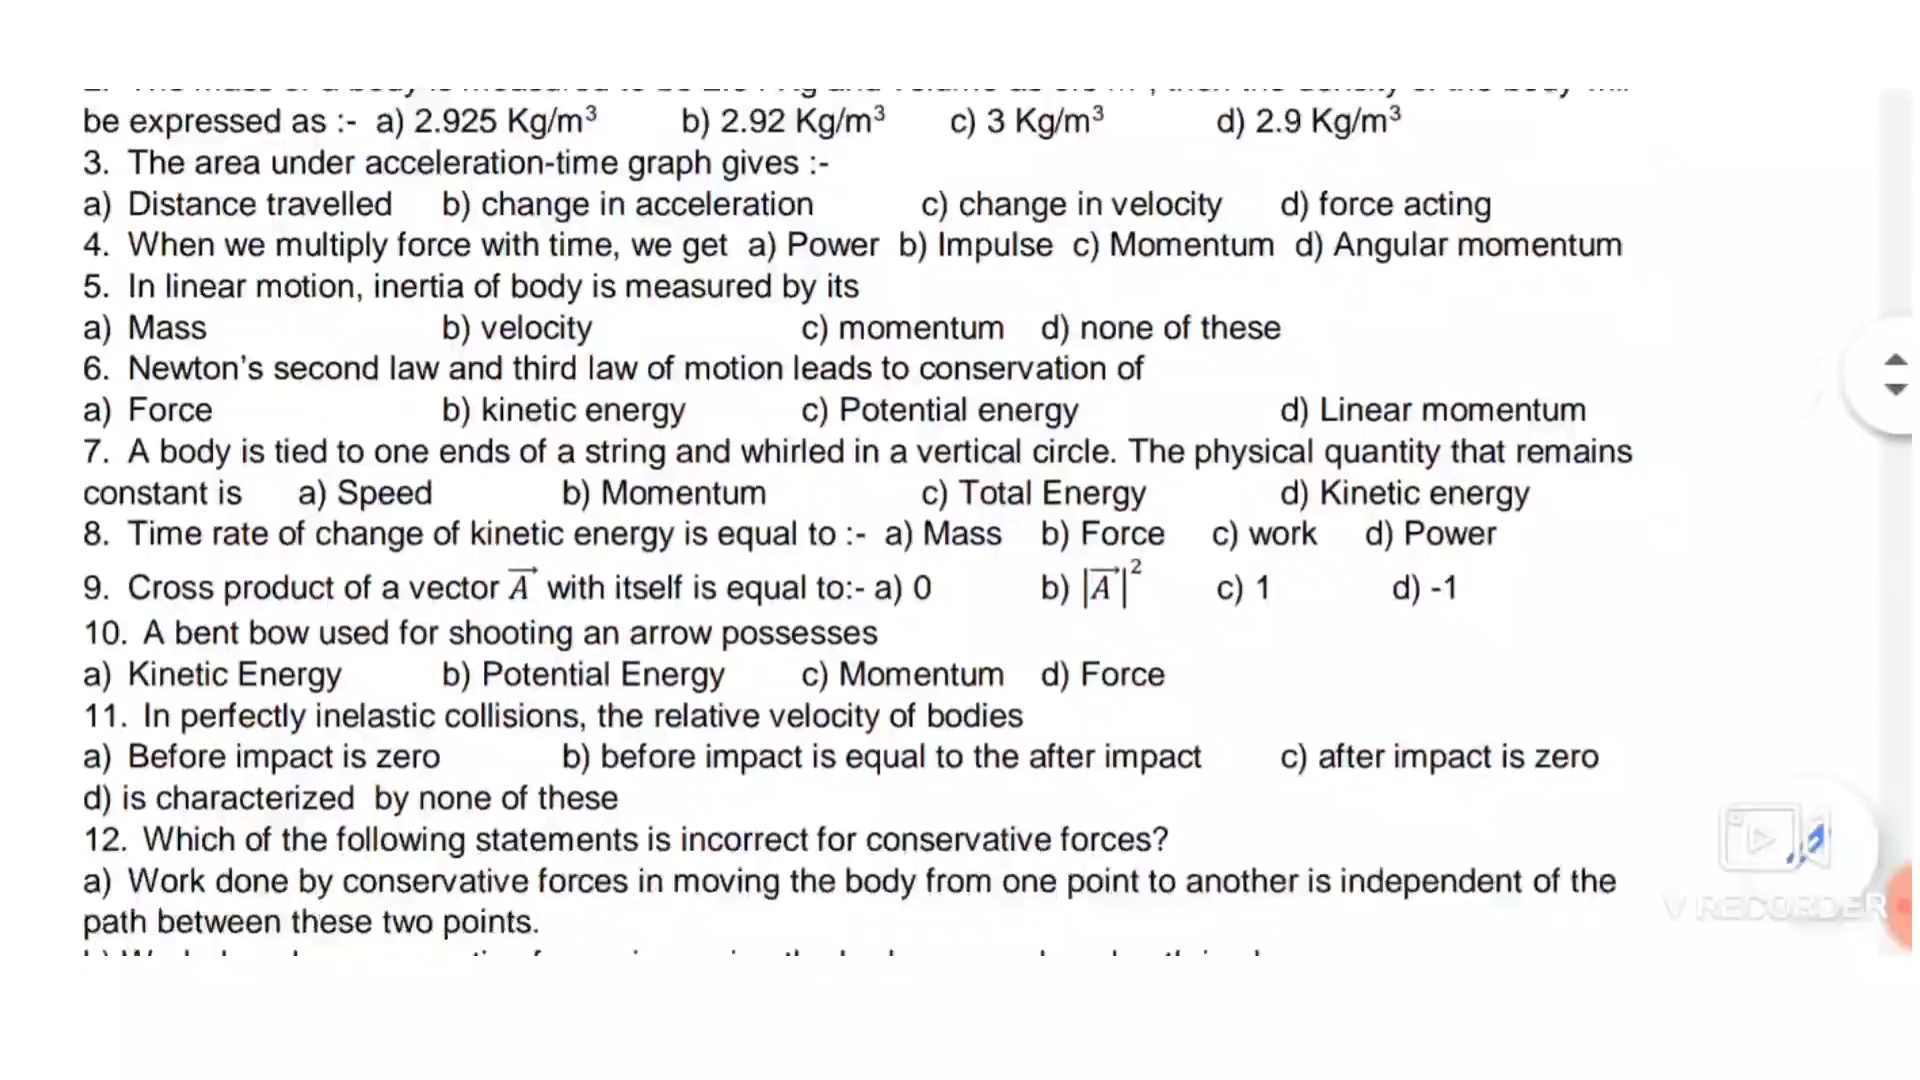 be expressed as :- a) 2.925 Kg/m³ b) 2.92 Kg/m³ c) 3 Kg/m³ d) 2.9 Kg/m³
3. The area under acceleration-time graph gives :-
a) Distance travelled b) change in acceleration c) change in velocity d) force acting
4. When we multiply force with time, we get a) Power b) Impulse c) Momentum d) Angular momentum
5. In linear motion, inertia of body is measured by its
a) Mass b) velocity c) momentum d) none of these
6. Newton's second law and third law of motion leads to conservation of
a) Force b) kinetic energy c) Potential energy d) Linear momentum
7. A body is tied to one ends of a string and whirled in a vertical circle. The physical quantity that remains
constant is a) Speed b) Momentum c) Total Energy d) Kinetic energy
8. Time rate of change of kinetic energy is equal to :- a) Mass b) Force c) work d) Power
9. Cross product of a vector A⃗ with itself is equal to:- a) 0 b) |A⃗|² c) 1 d) -1
10. A bent bow used for shooting an arrow possesses
a) Kinetic Energy b) Potential Energy c) Momentum d) Force
11. In perfectly inelastic collisions, the relative velocity of bodies
a) Before impact is zero b) before impact is equal to the after impact c) after impact is zero
d) is characterized by none of these
12. Which of the following statements is incorrect for conservative forces?
a) Work done by conservative forces in moving the body from one point to another is independent of the
path between these two points.
V RECORDER